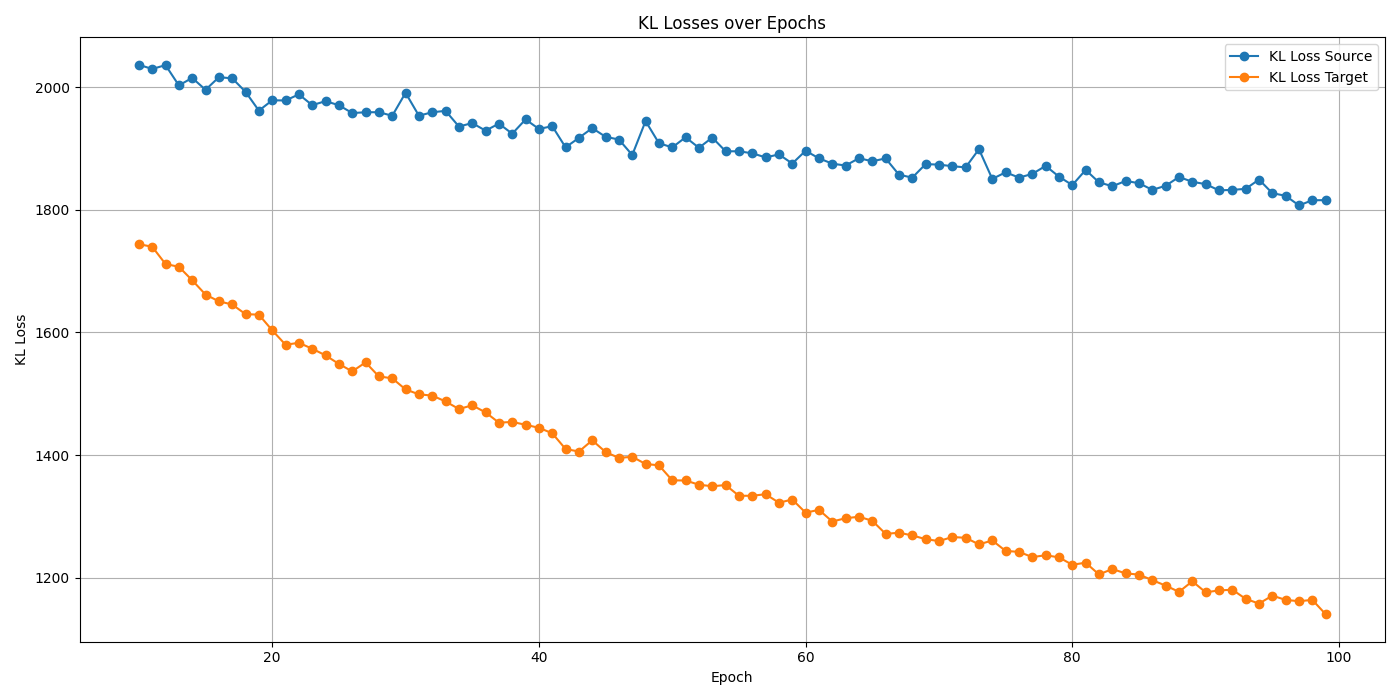 KL Losses over Epochs
KL Loss Source
KL Loss Target
KL Loss
2000
1800
1600
1400
1200
20 40 60 80 100
Epoch